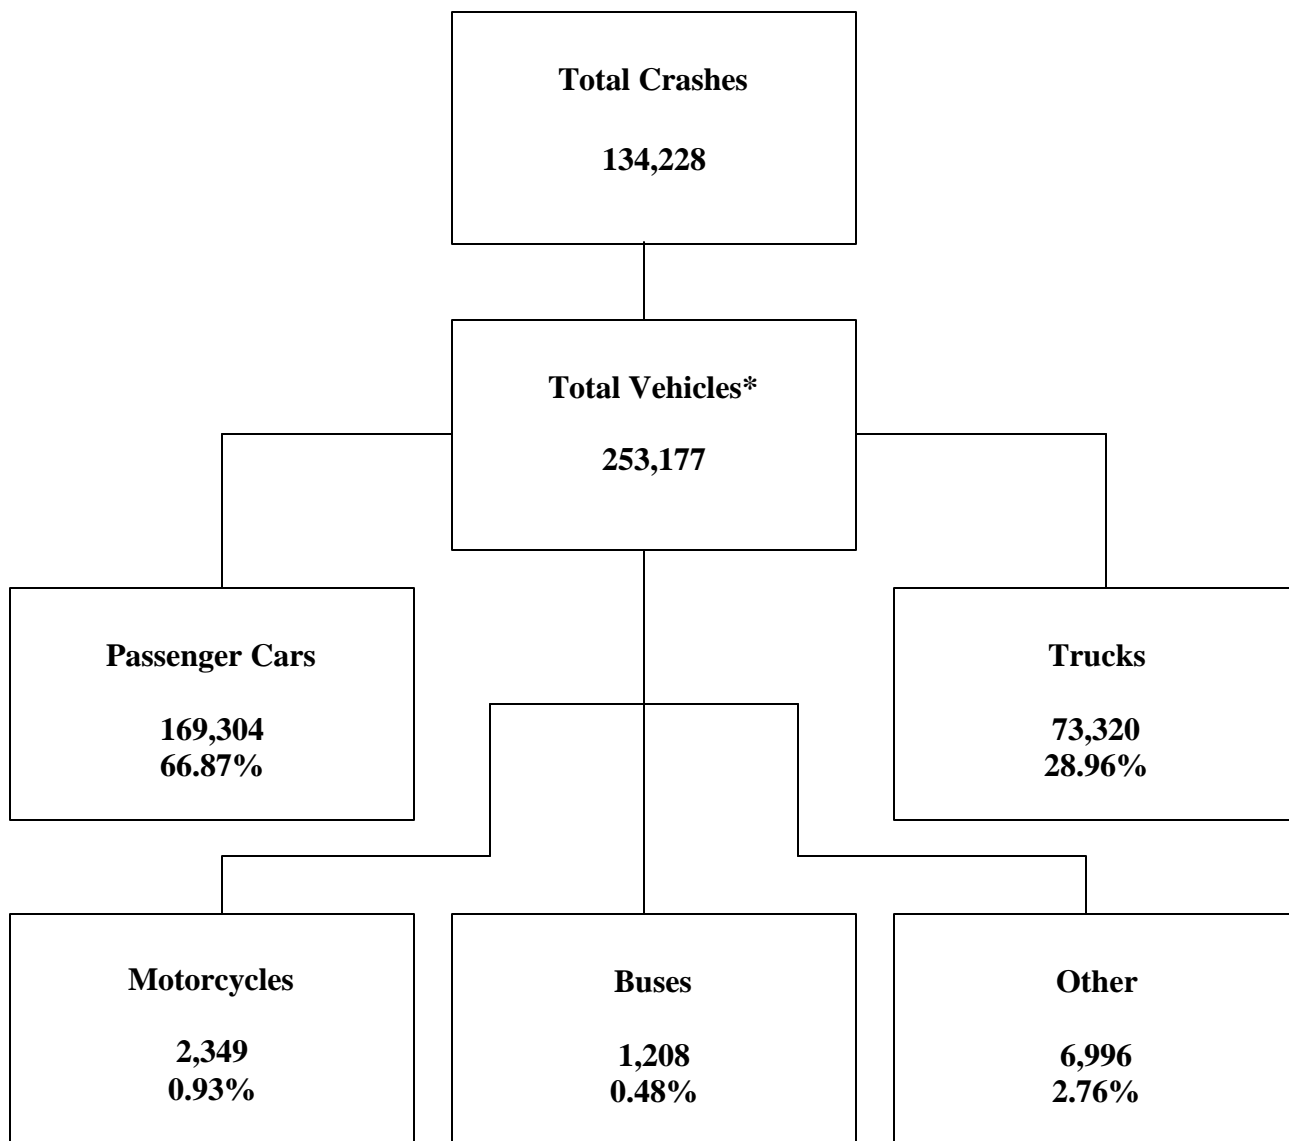 Total Crashes
134,228
Total Vehicles*
253,177
Passenger Cars
169,304
66.87%
Trucks
73,320
28.96%
Motorcycles
2,349
0.93%
Buses
1,208
0.48%
Other
6,996
2.76%